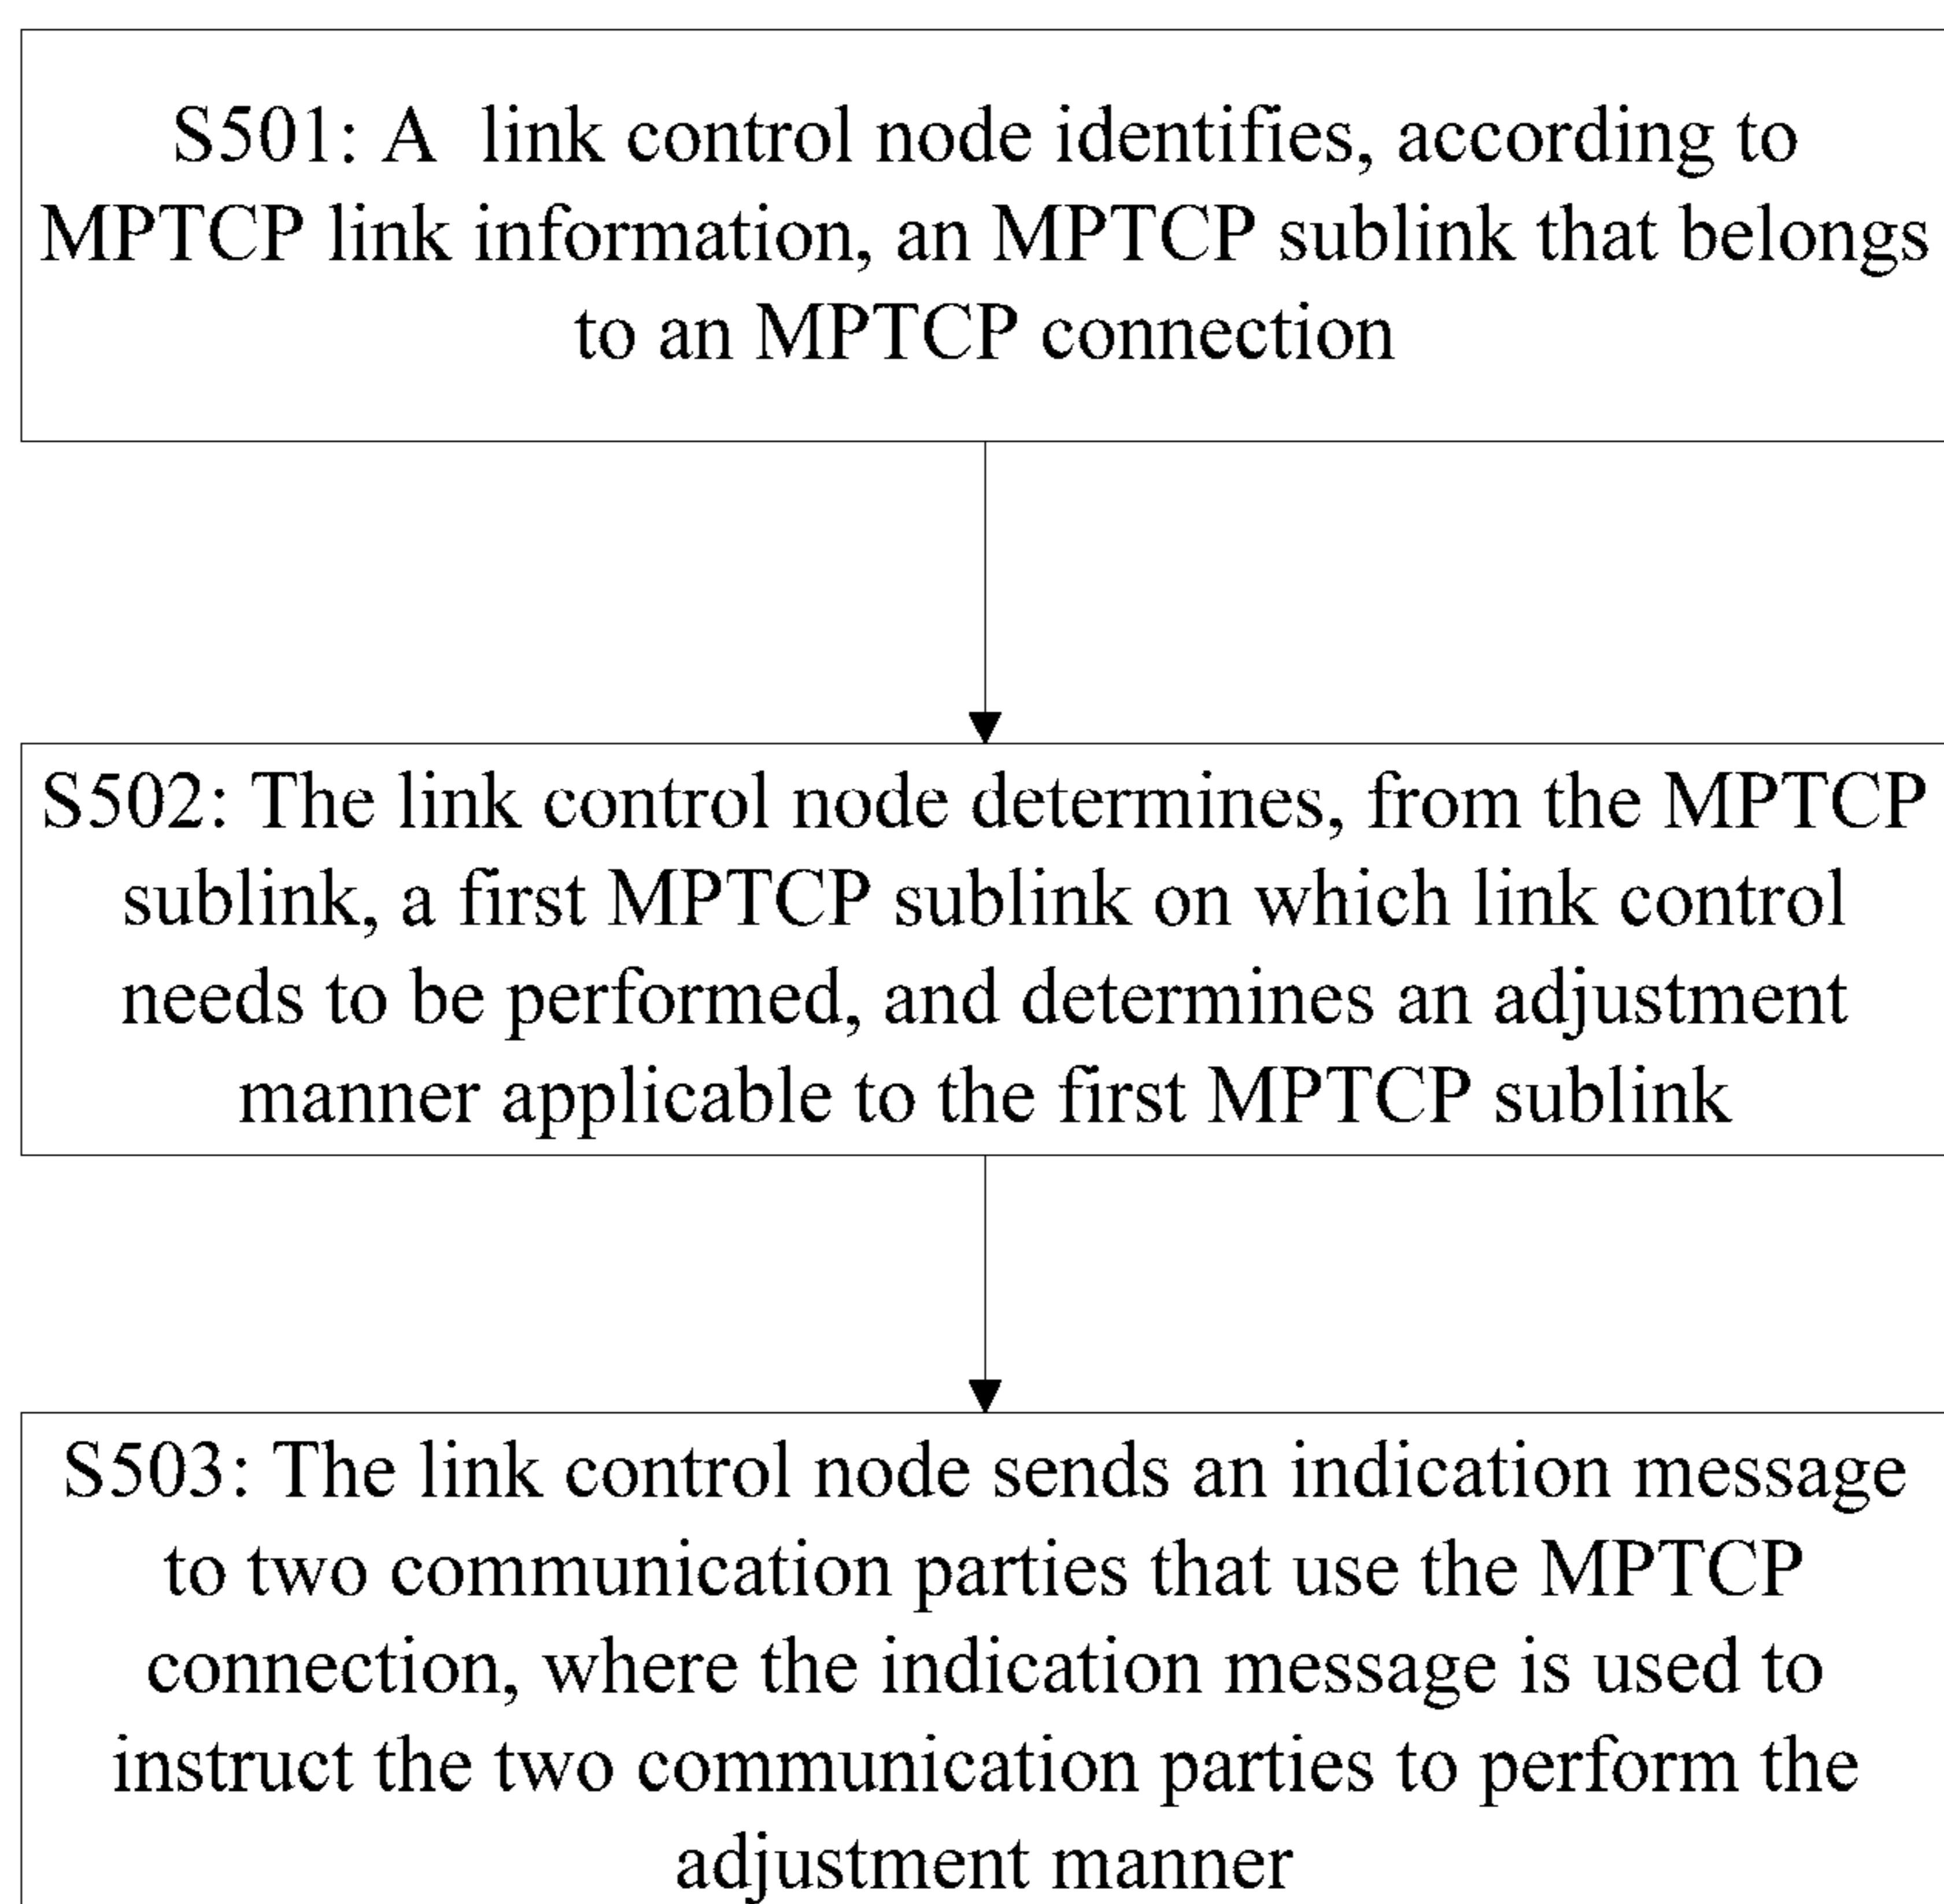 S501: A link control node identifies, according to
MPTCP link information, an MPTCP sublink that belongs
to an MPTCP connection
S502: The link control node determines, from the MPTCP
sublink, a first MPTCP sublink on which link control
needs to be performed, and determines an adjustment
manner applicable to the first MPTCP sublink
S503: The link control node sends an indication message
to two communication parties that use the MPTCP
connection, where the indication message is used to
instruct the two communication parties to perform the
adjustment manner